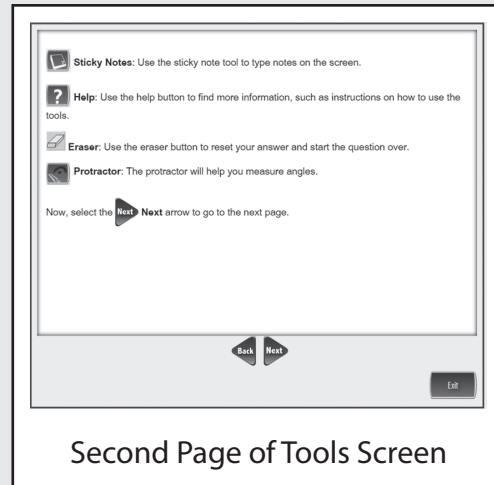 Sticky Notes: Use the sticky note tool to type notes on the screen.
? Help: Use the help button to find more information, such as instructions on how to use the
tools.
Eraser: Use the eraser button to reset your answer and start the question over.
Protractor: The protractor will help you measure angles.
Now, select the Next Next arrow to go to the next page.
Back Next
Exit
Second Page of Tools Screen